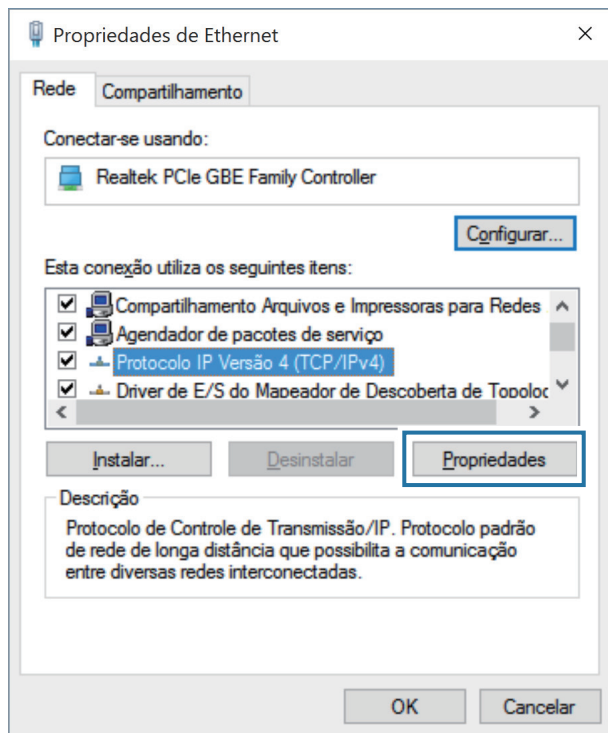 Propriedades de Ethernet
Rede
Compartilhamento
Conectar-se usando:
Realtek PCIe GBE Family Controller
Configurar...
Esta conexão utiliza os seguintes itens:
Compartilhamento Arquivos e Impressoras para Redes
Agendador de pacotes de serviço
Protocolo IP Versão 4 (TCP/IPv4)
Driver de E/S do Mapeador de Descoberta de Topoloc
Instalar...
Desinstalar
Propriedades
Descrição
Protocolo de Controle de Transmissão/IP. Protocolo padrão
de rede de longa distância que possibilita a comunicação
entre diversas redes interconectadas.
OK
Cancelar